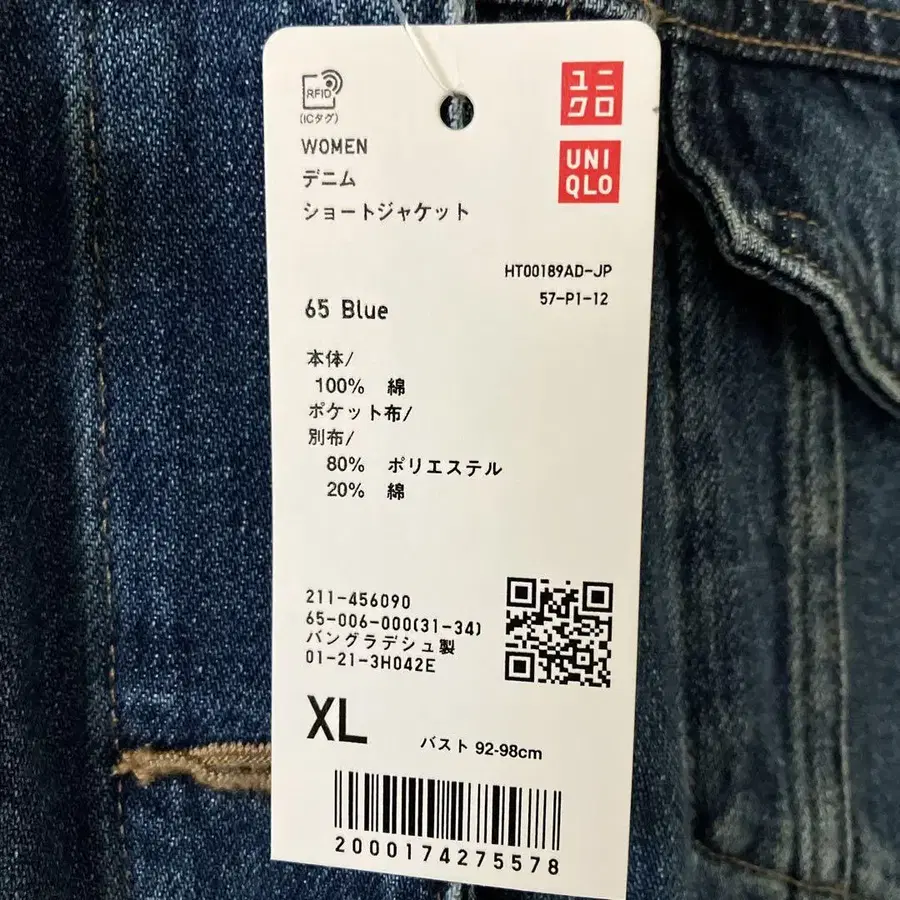 RFID
(ICタグ)
ユニ
クロ
UNI
QLO
WOMEN
デニム
ショートジャケット
HT00189AD-JP
57-P1-12
65 Blue
本体/
100% 綿
ポケット布/
別布/
80% ポリエステル
20% 綿
211-456090
65-006-000(31-34)
バングラデシュ製
01-21-3H042E
XL
バスト 92-98cm
2000174275578